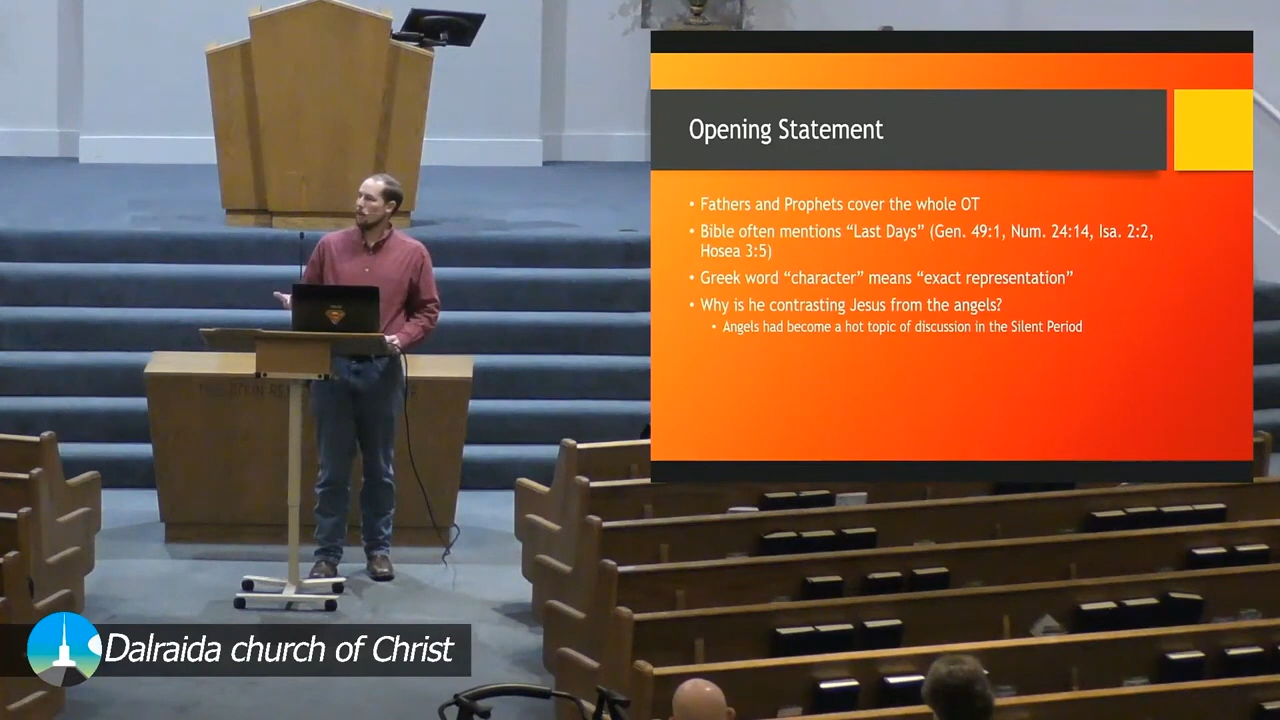 Opening Statement
• Fathers and Prophets cover the whole OT
• Bible often mentions “Last Days” (Gen. 49:1, Num. 24:14, Isa. 2:2,
Hosea 3:5)
• Greek word “character” means “exact representation”
• Why is he contrasting Jesus from the angels?
• Angels had become a hot topic of discussion in the Silent Period
Dalraida church of Christ